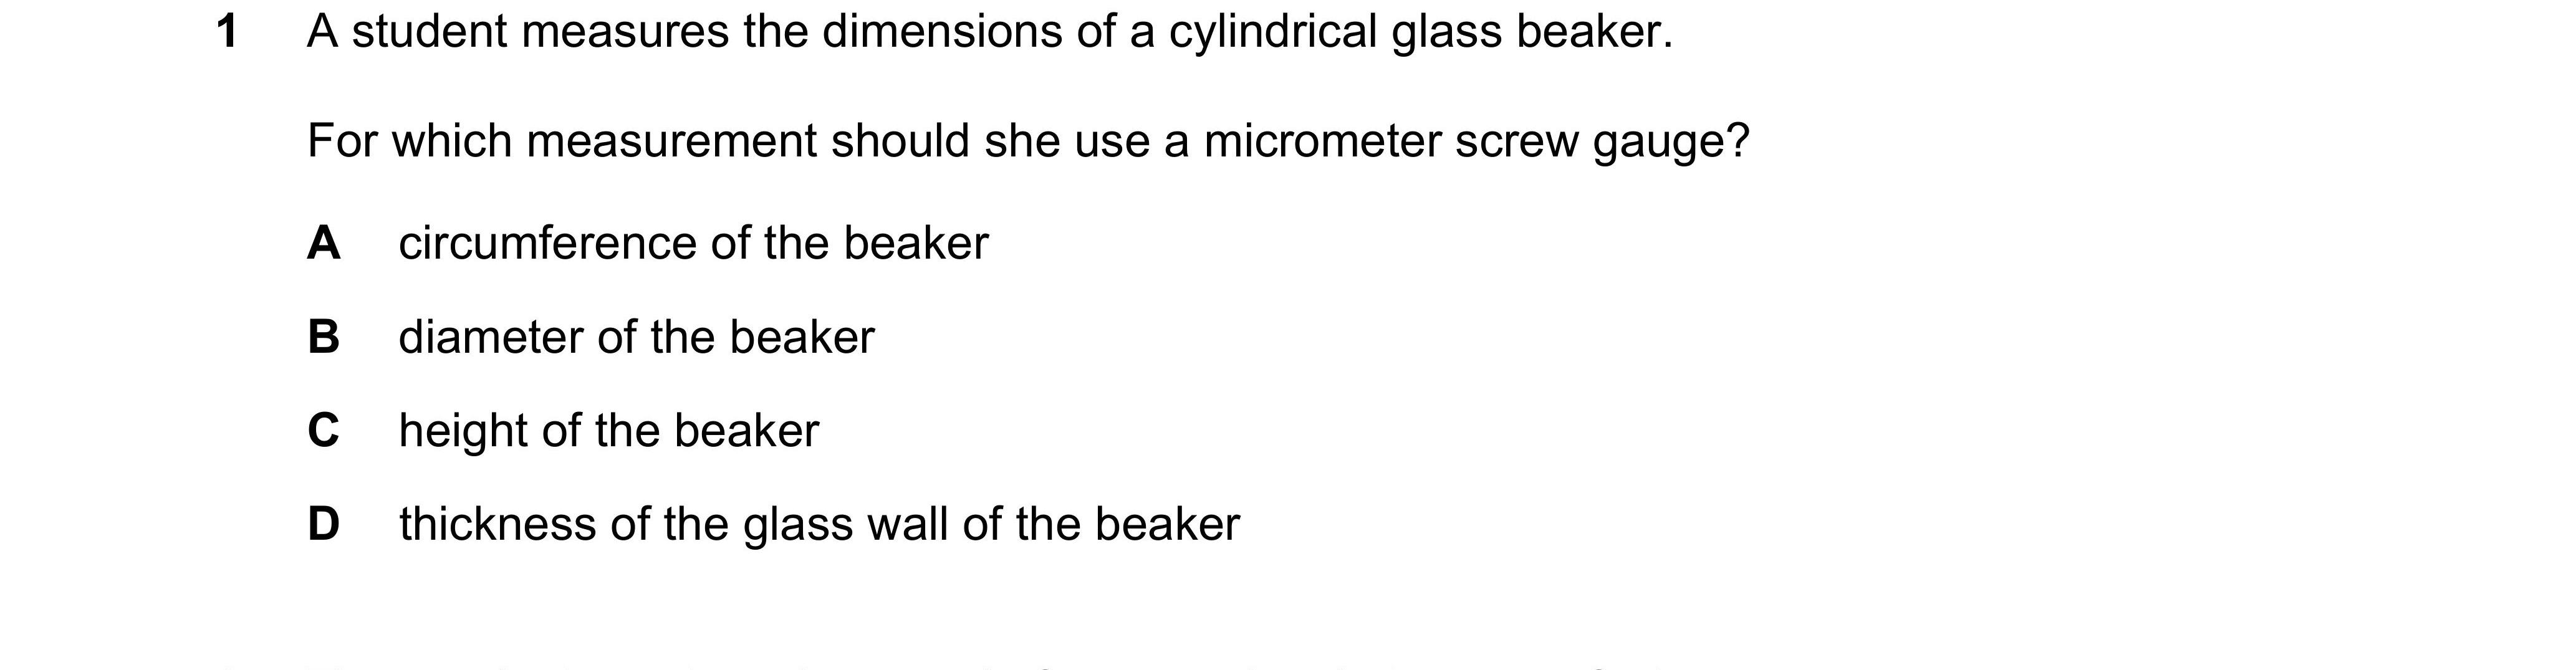 1 A student measures the dimensions of a cylindrical glass beaker.
For which measurement should she use a micrometer screw gauge?
A circumference of the beaker
B diameter of the beaker
C height of the beaker
D thickness of the glass wall of the beaker